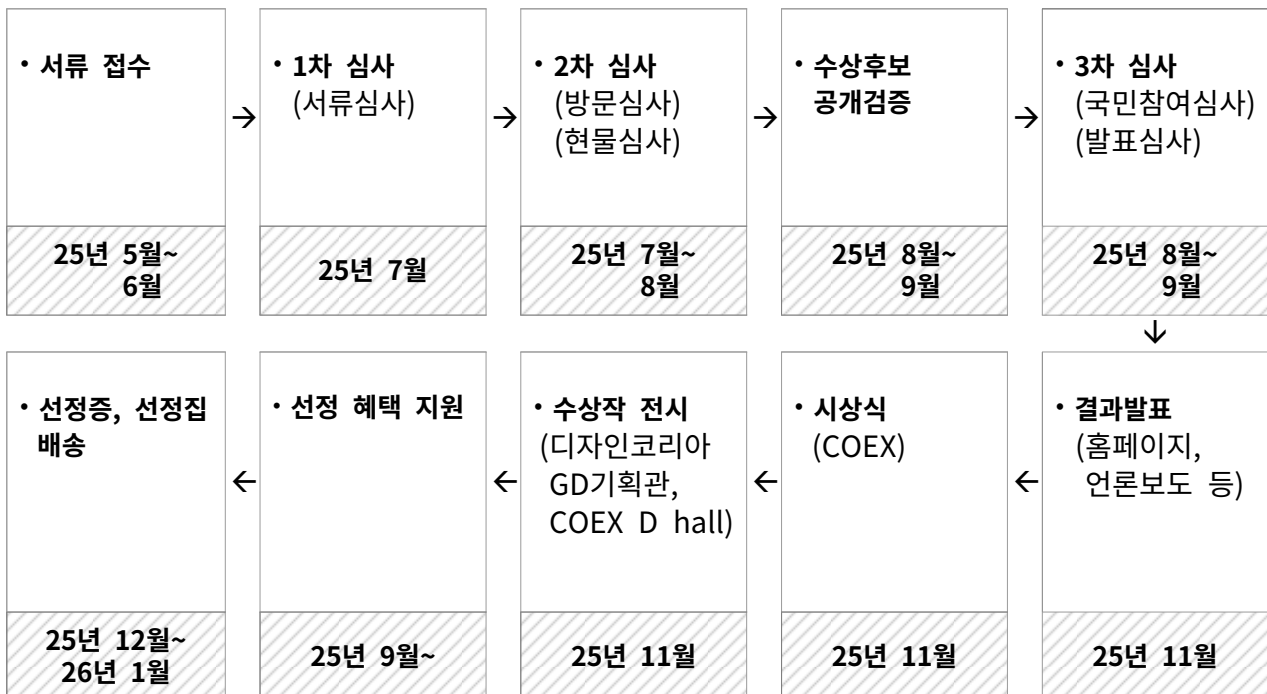 • 서류 접수
25년 5월~
6월
→
• 1차 심사
(서류심사)
25년 7월
→
• 2차 심사
(방문심사)
(현물심사)
25년 7월~
8월
→
• 수상후보
공개검증
25년 8월~
9월
→
• 3차 심사
(국민참여심사)
(발표심사)
25년 8월~
9월
↓
• 결과발표
(홈페이지,
언론보도 등)
25년 11월
←
• 시상식
(COEX)
25년 11월
←
• 수상작 전시
(디자인코리아
GD기획관,
COEX D hall)
25년 11월
←
• 선정 혜택 지원
25년 9월~
←
• 선정증, 선정집
배송
25년 12월~
26년 1월